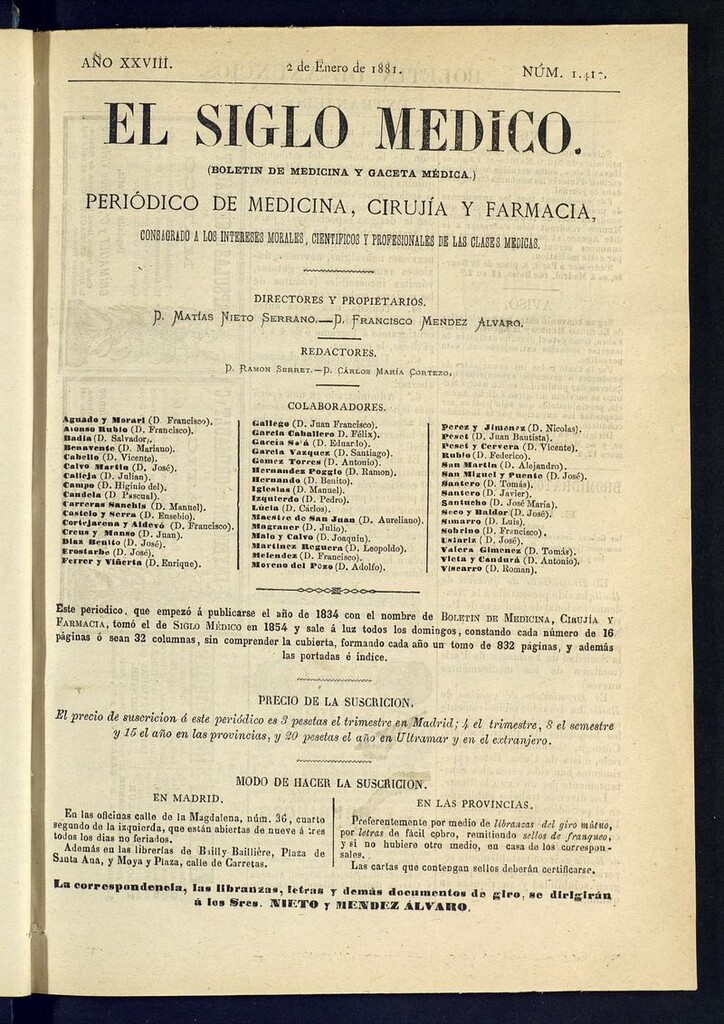 AÑO XXVIII.
2 de Enero de 1881.
NÚM.
EL SIGLO MEDICO.
(BOLETIN DE MEDICINA Y GACETA MÉDICA.)
PERIÓDICO DE MEDICINA, CIRUJÍA Y FARMACIA,
CONSAGRADO A LOS INTERESES MORALES, CIENTIFICOS Y PROFESIONALES DE LAS CLASES MEDICAS.
DIRECTORES Y PROPIETARIOS.
D. MATÍAS NIETO SERRANO.—D. FRANCISCO MENDEZ ALVARO.
REDACTORES.
D. RAMON SERRET.—D. CÁRLOS MARÍA CORTEZO.
COLABORADORES.
Aguado y Morari (D. Francisco).
Alonso Rubio (D. Francisco).
Badía (D. Salvador).
Benavente (D. Mariano).
Cabello (D. Vicente).
Calvo Martin (D. José).
Calleja (D. Julian).
Campo (D. Higinio del).
Candela (D. Pascual).
Carreras Sanchis (D. Manuel).
Castelo y Serra (D. Eusebio).
Cortejarena y Aldevó (D. Francisco).
Creus y Manso (D. Juan).
Diaz Benito (D. José).
Erostarbe (D. José).
Ferrer y Viñerta (D. Enrique).
Gallego (D. Juan Francisco).
García Caballero D. Félix).
García (D. Eduardo).
García Vazquez (D. Santiago).
Gomez Torres (D. Antonio).
Hernandez Poggio (D. Ramon).
Hernando (D. Benito).
Iglesias (D. Manuel).
Izquierdo (D. Pedro).
Lúcia (D. Cárlos).
Maestre de San Juan (D. Aureliano).
Magraner (D. Julio).
Malo y Calvo (D. Joaquin).
Martinez Reguera (D. Leopoldo).
Melendez (D. Francisco).
Moreno del Pozo (D. Adolfo).
Perez y Jimenez (D. Nicolas).
Peset (D. Juan Bautista).
Peset y Cervera (D. Vicente).
Rubio (D. Federico).
San Martin (D. Alejandro).
San Miguel y Puente (D. José).
Santero (D. Tomás).
Santero (D. Javier).
Santucho (D. José María).
Seco y Baldor (D. José).
Simarro (D. Luis).
Sobrino (D. Francisco).
Ustariz (D. José).
Valera Gimenez (D. Tomás).
Vieta y Candurá (D. Antonio).
Viscarro (D. Roman).
Este periodico, que empezó á publicarse el año de 1834 con el nombre de BOLETIN DE MEDICINA, CIRUJÍA Y
FARMACIA, tomó el de SIGLO MÉDICO en 1854 y sale á luz todos los domingos, constando cada número de 16
páginas ó sean 32 columnas, sin comprender la cubierta, formando cada año un tomo de 832 páginas, y además
las portadas é índice.
PRECIO DE LA SUSCRICION.
El precio de suscricion á este periódico es 3 pesetas el trimestre en Madrid; 4 el trimestre, 8 el semestre
y 15 el año en las provincias, y 20 pesetas el año en Ultramar y en el extranjero.
MODO DE HACER LA SUSCRICION.
EN MADRID.
En las oficinas calle de la Magdalena, núm. 36, cuarto
segundo de la izquierda, que están abiertas de nueve á tres
todos los dias no feriados.
Además en las librerías de Bailly-Baillière, Plaza de
Santa Ana, y Moya y Plaza, calle de Carretas.
EN LAS PROVINCIAS.
Preferentemente por medio de libranzas del giro mútuo,
por letras de fácil cobro, remitiendo sellos de franqueo,
y si no hubiere otro medio, en casa de los correspon-
sales.
Las cartas que contengan sellos deberán certificarse.
La correspondencia, las libranzas, letras y demás documentos de giro, se dirigirán
á los Sres. NIETO y MENDEZ ÁLVARO.